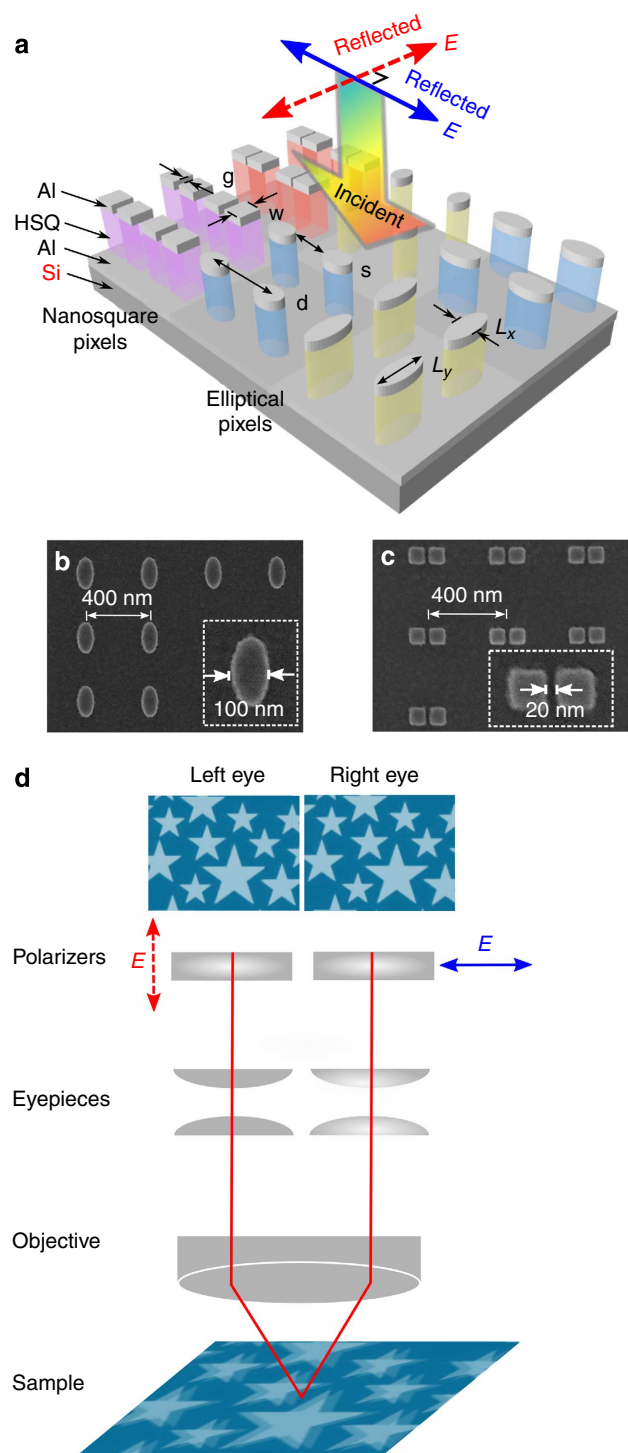 a
Reflected
E
Reflected
E
Incident
g
w
s
d
Al
HSQ
Al
Si
Nanosquare
pixels
Elliptical
pixels
Lx
Ly
b
400 nm
100 nm
c
400 nm
20 nm
d
Left eye
Right eye
Polarizers
E
E
Eyepieces
Objective
Sample